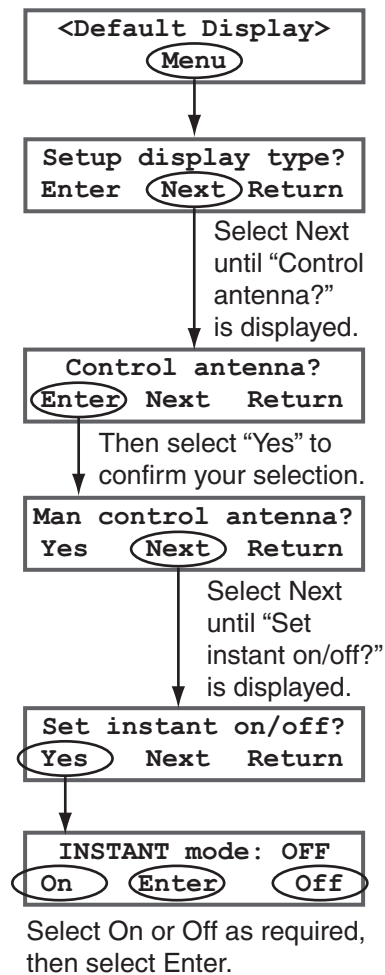 <Default Display>
Menu
Setup display type?
Enter Next Return
Select Next
until “Control
antenna?”
is displayed.
Control antenna?
Enter Next Return
Then select “Yes” to
confirm your selection.
Man control antenna?
Yes Next Return
Select Next
until “Set
instant on/off?”
is displayed.
Set instant on/off?
Yes Next Return
INSTANT mode: OFF
On Enter Off
Select On or Off as required,
then select Enter.